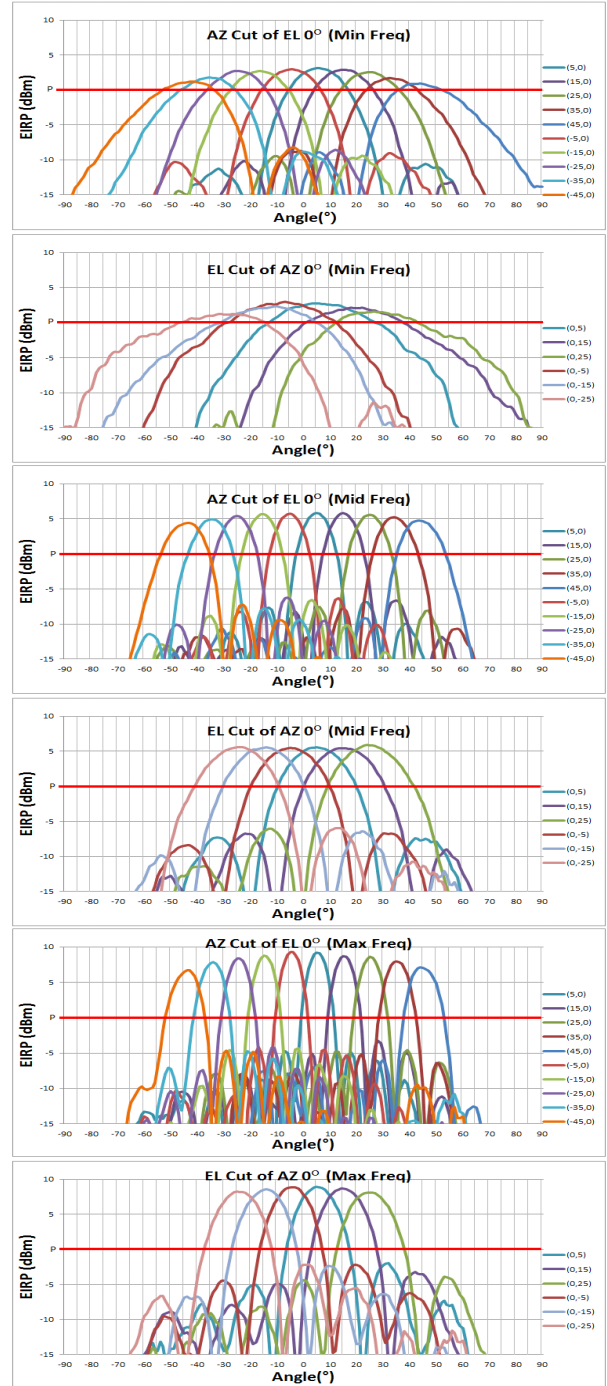 AZ Cut of EL 0° (Min Freq)
EIRP (dBm)
10
5
P
-5
-10
-15
-90 -80 -70 -60 -50 -40 -30 -20 -10 0 10 20 30 40 50 60 70 80 90
Angle(°)
(5,0)
(15,0)
(25,0)
(35,0)
(45,0)
(-5,0)
(-15,0)
(-25,0)
(-35,0)
(-45,0)
EL Cut of AZ 0° (Min Freq)
EIRP (dBm)
10
5
P
-5
-10
-15
-90 -80 -70 -60 -50 -40 -30 -20 -10 0 10 20 30 40 50 60 70 80 90
Angle(°)
(0,5)
(0,15)
(0,25)
(0,-5)
(0,-15)
(0,-25)
AZ Cut of EL 0° (Mid Freq)
EIRP (dBm)
10
5
P
-5
-10
-15
-90 -80 -70 -60 -50 -40 -30 -20 -10 0 10 20 30 40 50 60 70 80 90
Angle(°)
(5,0)
(15,0)
(25,0)
(35,0)
(45,0)
(-5,0)
(-15,0)
(-25,0)
(-35,0)
(-45,0)
EL Cut of AZ 0° (Mid Freq)
EIRP (dBm)
10
5
P
-5
-10
-15
-90 -80 -70 -60 -50 -40 -30 -20 -10 0 10 20 30 40 50 60 70 80 90
Angle(°)
(0,5)
(0,15)
(0,25)
(0,-5)
(0,-15)
(0,-25)
AZ Cut of EL 0° (Max Freq)
EIRP (dBm)
10
5
P
-5
-10
-15
-90 -80 -70 -60 -50 -40 -30 -20 -10 0 10 20 30 40 50 60 70 80 90
Angle(°)
(5,0)
(15,0)
(25,0)
(35,0)
(45,0)
(-5,0)
(-15,0)
(-25,0)
(-35,0)
(-45,0)
EL Cut of AZ 0° (Max Freq)
EIRP (dBm)
10
5
P
-5
-10
-15
-90 -80 -70 -60 -50 -40 -30 -20 -10 0 10 20 30 40 50 60 70 80 90
Angle(°)
(0,5)
(0,15)
(0,25)
(0,-5)
(0,-15)
(0,-25)